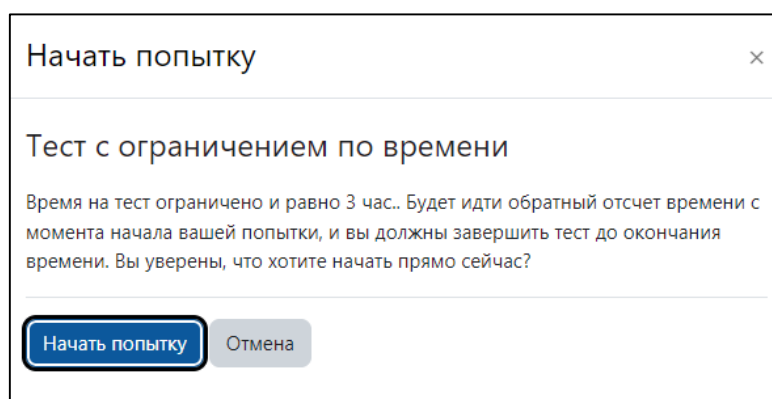 Начать попытку ×
Тест с ограничением по времени
Время на тест ограничено и равно 3 час.. Будет идти обратный отсчет времени с
момента начала вашей попытки, и вы должны завершить тест до окончания
времени. Вы уверены, что хотите начать прямо сейчас?
Начать попытку Отмена